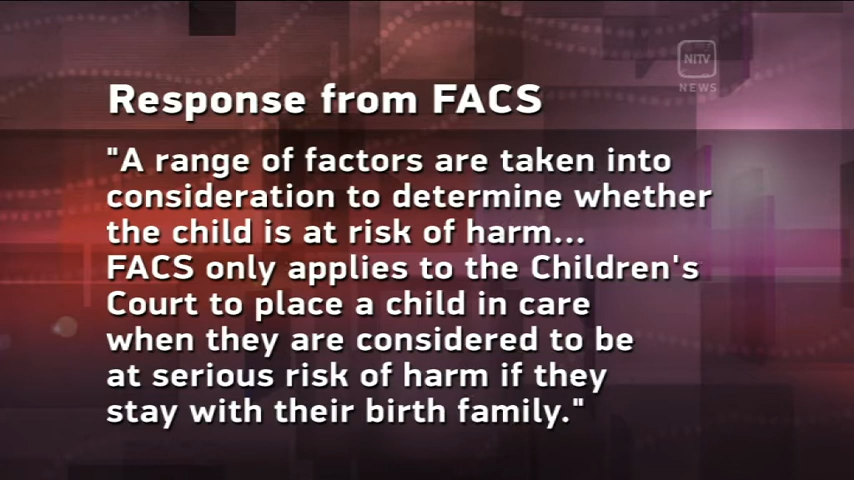 NITV
NEWS
Response from FACS
"A range of factors are taken into
consideration to determine whether
the child is at risk of harm...
FACS only applies to the Children's
Court to place a child in care
when they are considered to be
at serious risk of harm if they
stay with their birth family."